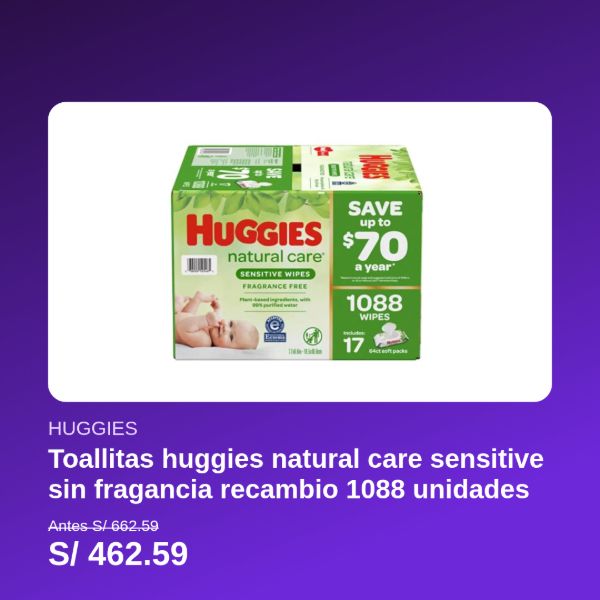 HUGGIES
natural care
SENSITIVE WIPES
FRAGRANCE FREE
Plant-based ingredients, with
99% purified water
SAVE
up to
$70
a year*
1088
WIPES
Includes:
17
64ct soft packs
HUGGIES
Toallitas huggies natural care sensitive
sin fragancia recambio 1088 unidades
Antes S/ 662.59
S/ 462.59